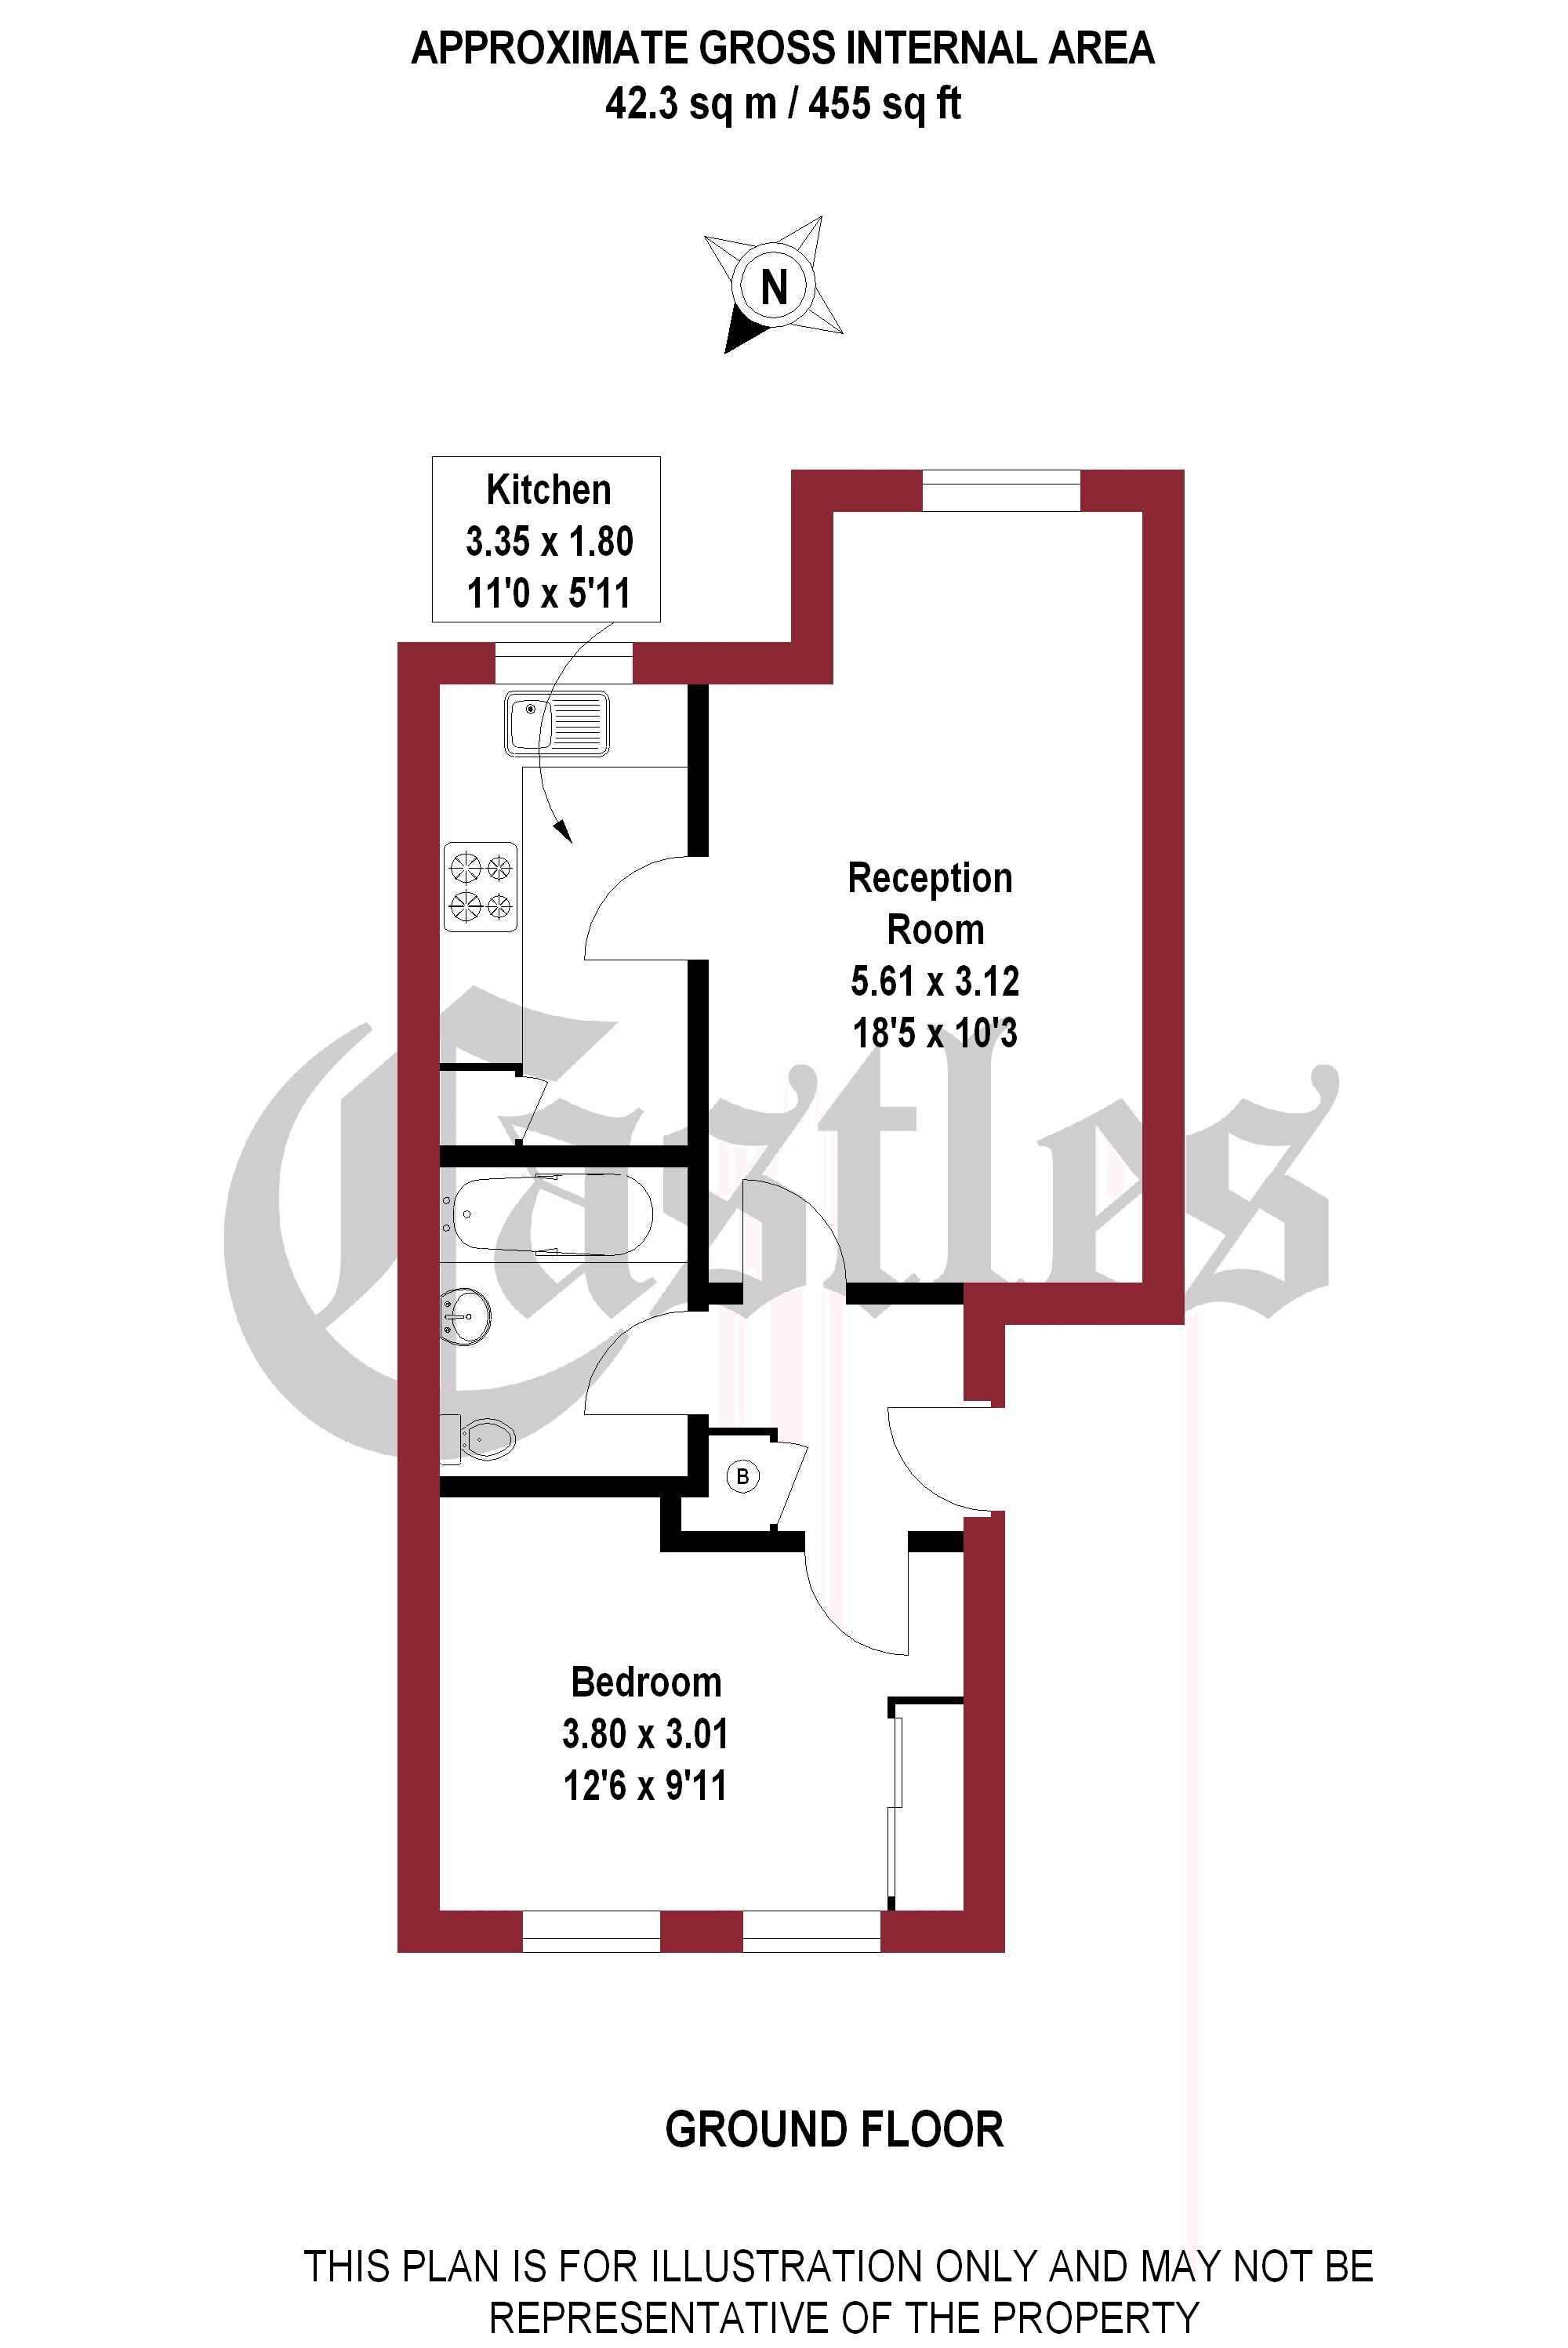 APPROXIMATE GROSS INTERNAL AREA
42.3 sq m / 455 sq ft
N
Kitchen
3.35 x 1.80
11'0 x 5'11
Reception
Room
5.61 x 3.12
18'5 x 10'3
Castles
B
Bedroom
3.80 x 3.01
12'6 x 9'11
GROUND FLOOR
THIS PLAN IS FOR ILLUSTRATION ONLY AND MAY NOT BE
REPRESENTATIVE OF THE PROPERTY